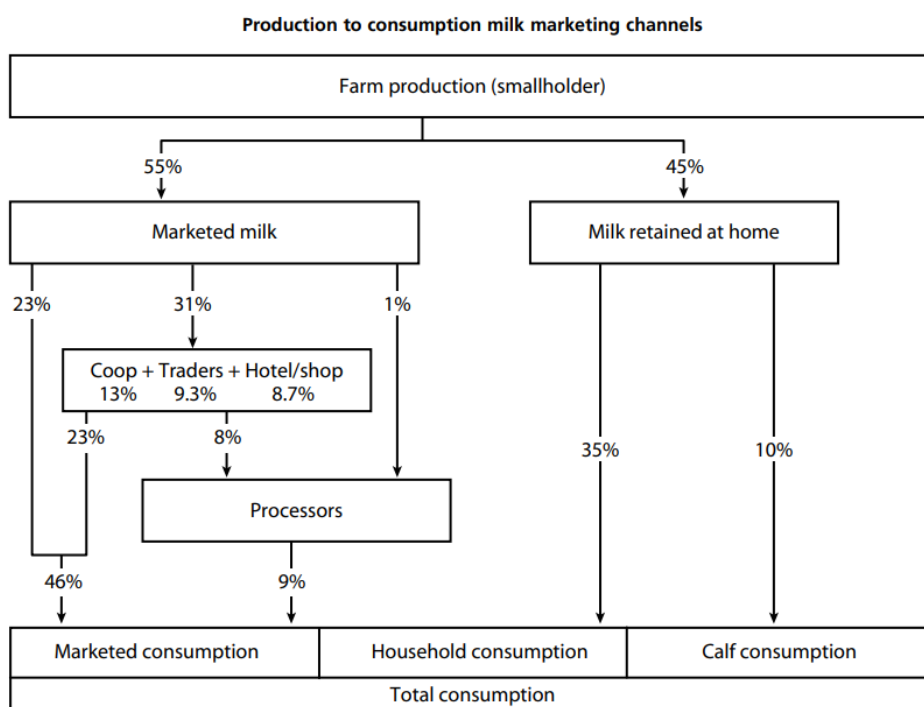 Production to consumption milk marketing channels
Farm production (smallholder)
55% 45%
Marketed milk Milk retained at home
23% 31% 1%
Coop + Traders + Hotel/shop
13% 9.3% 8.7%
23% 8% 35% 10%
Processors
46% 9%
Marketed consumption Household consumption Calf consumption
Total consumption